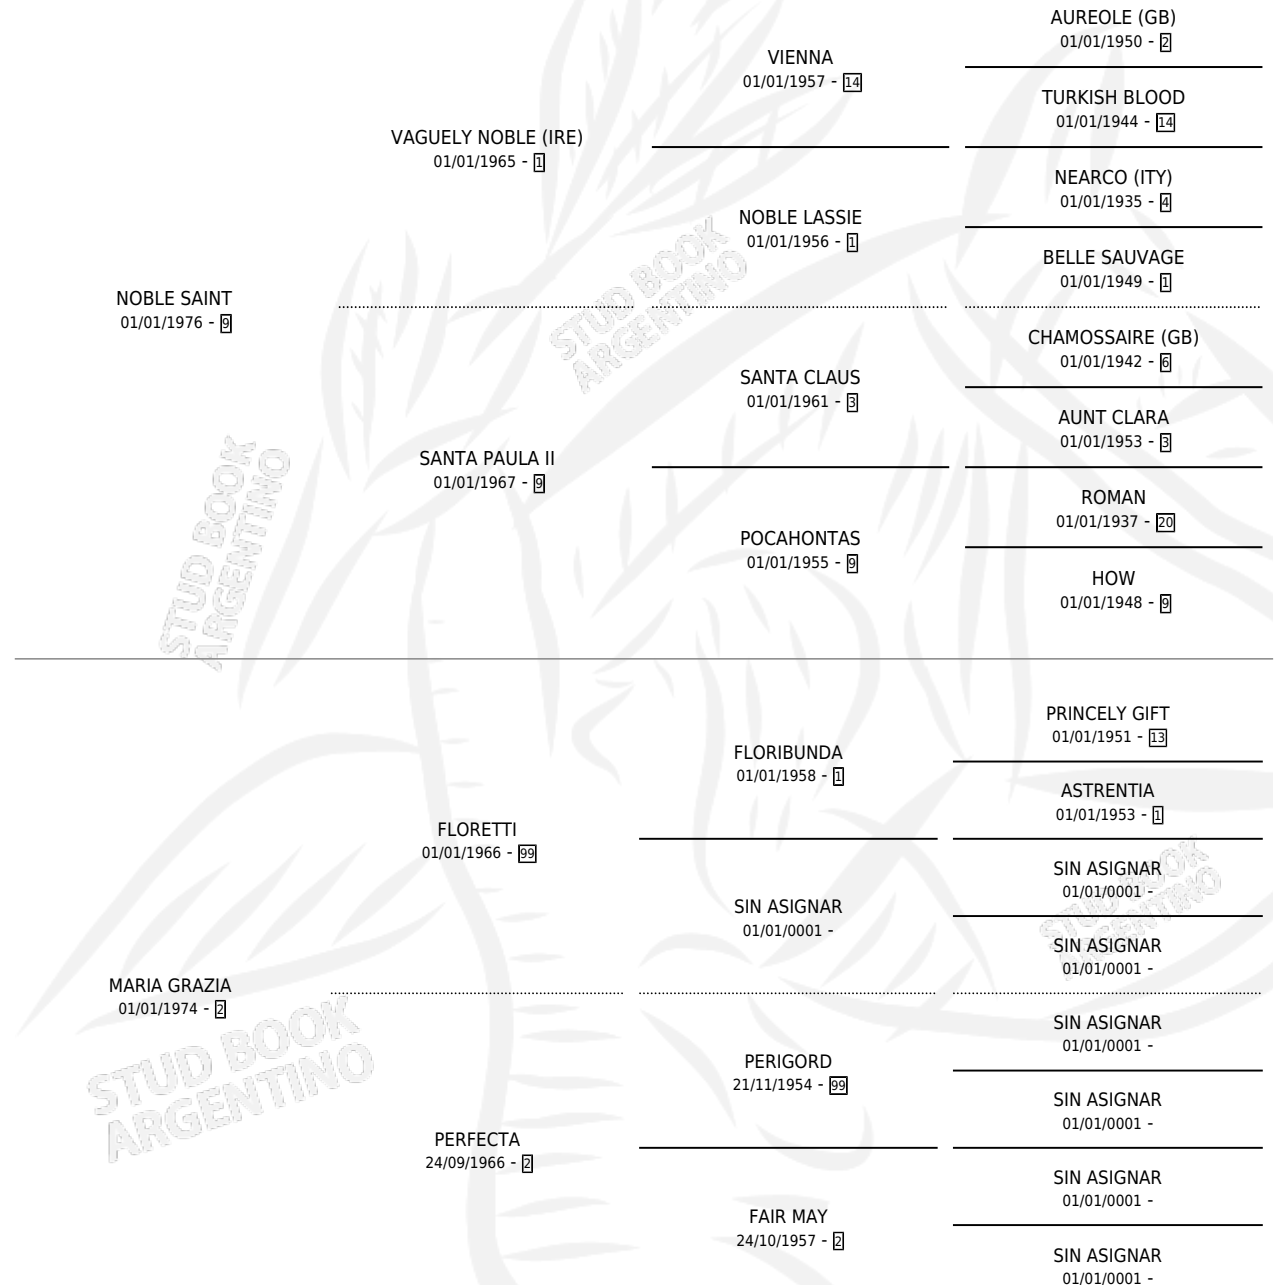 AUREOLE (GB)
01/01/1950 - 2
VIENNA
01/01/1957 - 14
TURKISH BLOOD
01/01/1944 - 14
VAGUELY NOBLE (IRE)
01/01/1965 - 1
NEARCO (ITY)
01/01/1935 - 4
NOBLE LASSIE
01/01/1956 - 1
BELLE SAUVAGE
01/01/1949 - 1
NOBLE SAINT
01/01/1976 - 9
CHAMOSSAIRE (GB)
01/01/1942 - 6
SANTA CLAUS
01/01/1961 - 3
AUNT CLARA
01/01/1953 - 3
SANTA PAULA II
01/01/1967 - 9
ROMAN
01/01/1937 - 20
POCAHONTAS
01/01/1955 - 9
HOW
01/01/1948 - 9
PRINCELY GIFT
01/01/1951 - 13
FLORIBUNDA
01/01/1958 - 1
ASTRENTIA
01/01/1953 - 1
FLORETTI
01/01/1966 - 99
SIN ASIGNAR
01/01/0001 -
SIN ASIGNAR
01/01/0001 -
SIN ASIGNAR
01/01/0001 -
MARIA GRAZIA
01/01/1974 - 2
SIN ASIGNAR
01/01/0001 -
PERIGORD
21/11/1954 - 99
SIN ASIGNAR
01/01/0001 -
PERFECTA
24/09/1966 - 2
SIN ASIGNAR
01/01/0001 -
FAIR MAY
24/10/1957 - 2
SIN ASIGNAR
01/01/0001 -
STUD BOOK
ARGENTINO
STUD BOOK
ARGENTINO
STUD BOOK
ARGENTINO
STUD BOOK
ARGENTINO